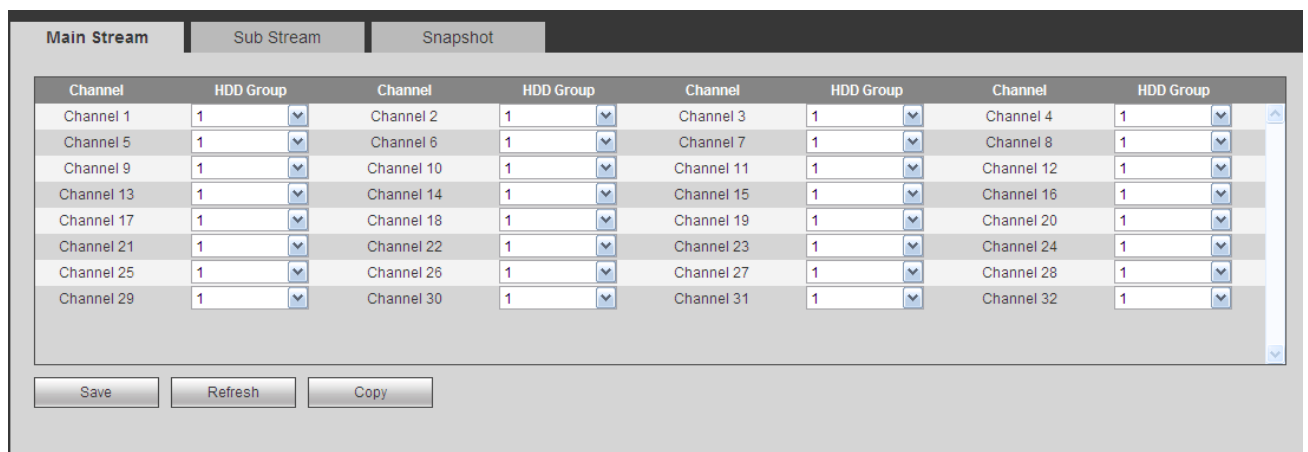 Main Stream Sub Stream Snapshot
Channel HDD Group Channel HDD Group Channel HDD Group Channel HDD Group
Channel 1 1 Channel 2 1 Channel 3 1 Channel 4 1
Channel 5 1 Channel 6 1 Channel 7 1 Channel 8 1
Channel 9 1 Channel 10 1 Channel 11 1 Channel 12 1
Channel 13 1 Channel 14 1 Channel 15 1 Channel 16 1
Channel 17 1 Channel 18 1 Channel 19 1 Channel 20 1
Channel 21 1 Channel 22 1 Channel 23 1 Channel 24 1
Channel 25 1 Channel 26 1 Channel 27 1 Channel 28 1
Channel 29 1 Channel 30 1 Channel 31 1 Channel 32 1
Save Refresh Copy